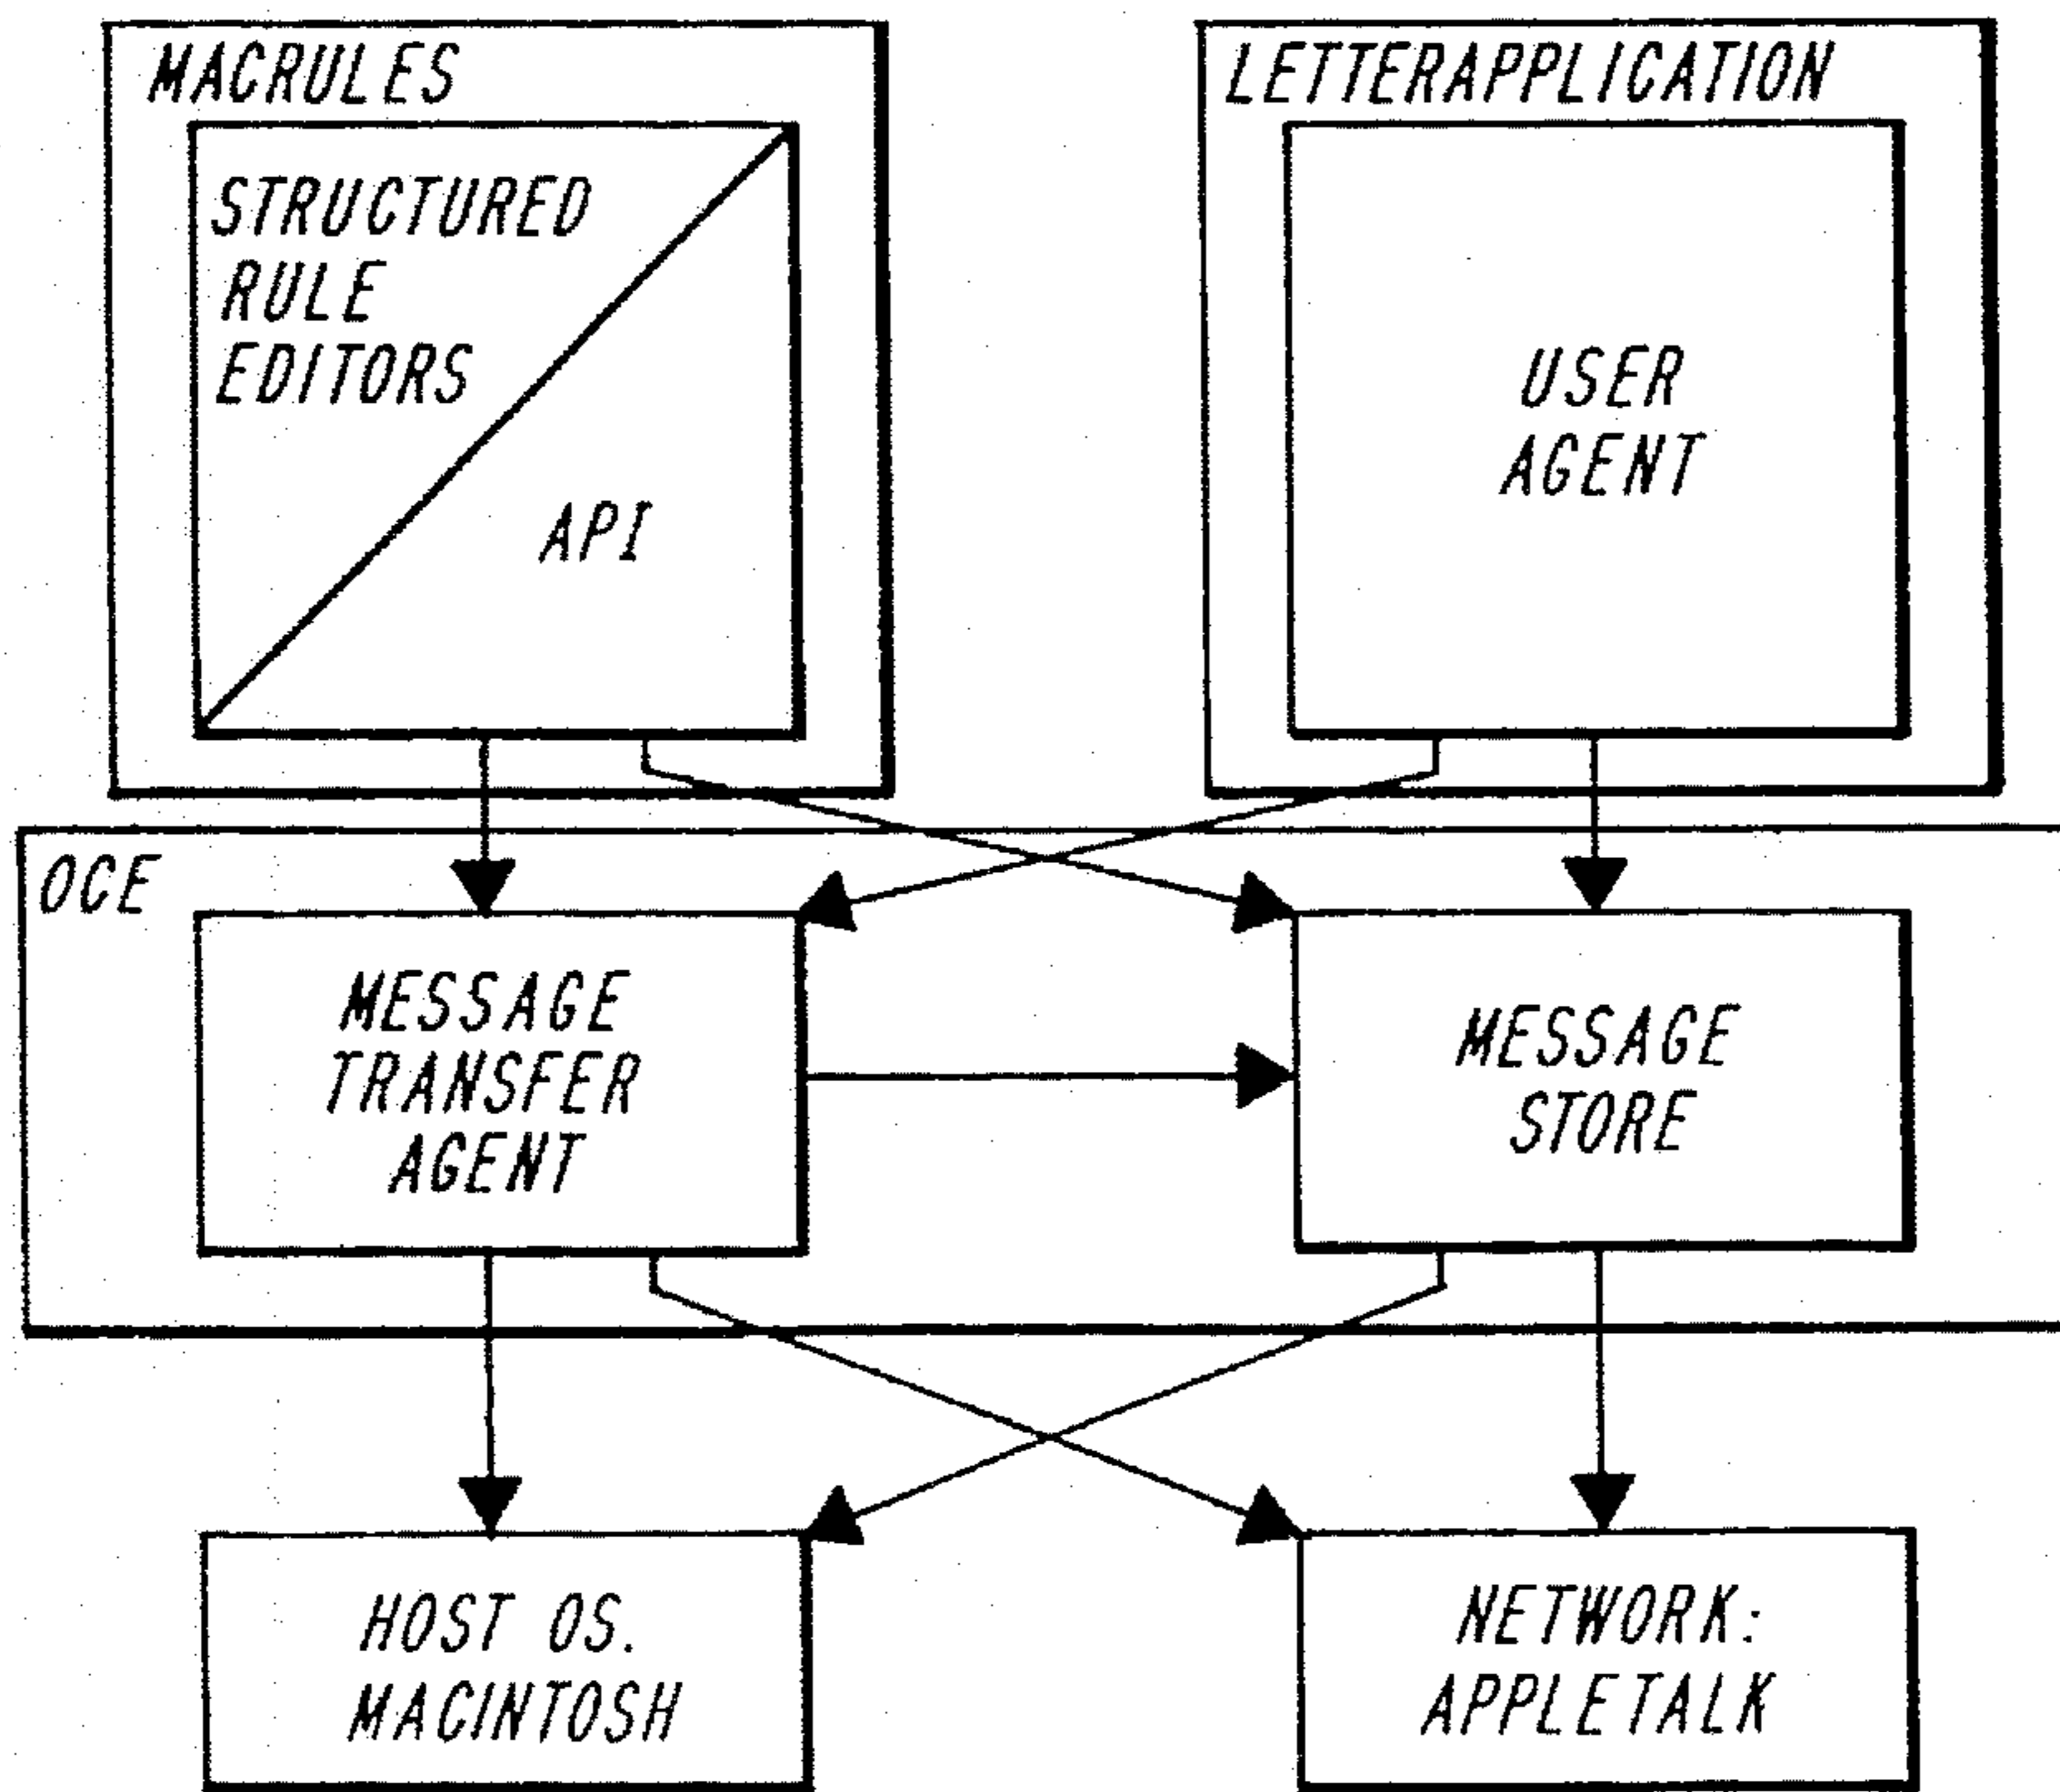 MACRULES
STRUCTURED
RULE
EDITORS
API
LETTERAPPLICATION
USER
AGENT
OCE
MESSAGE
TRANSFER
AGENT
MESSAGE
STORE
HOST OS.
MACINTOSH
NETWORK:
APPLETALK